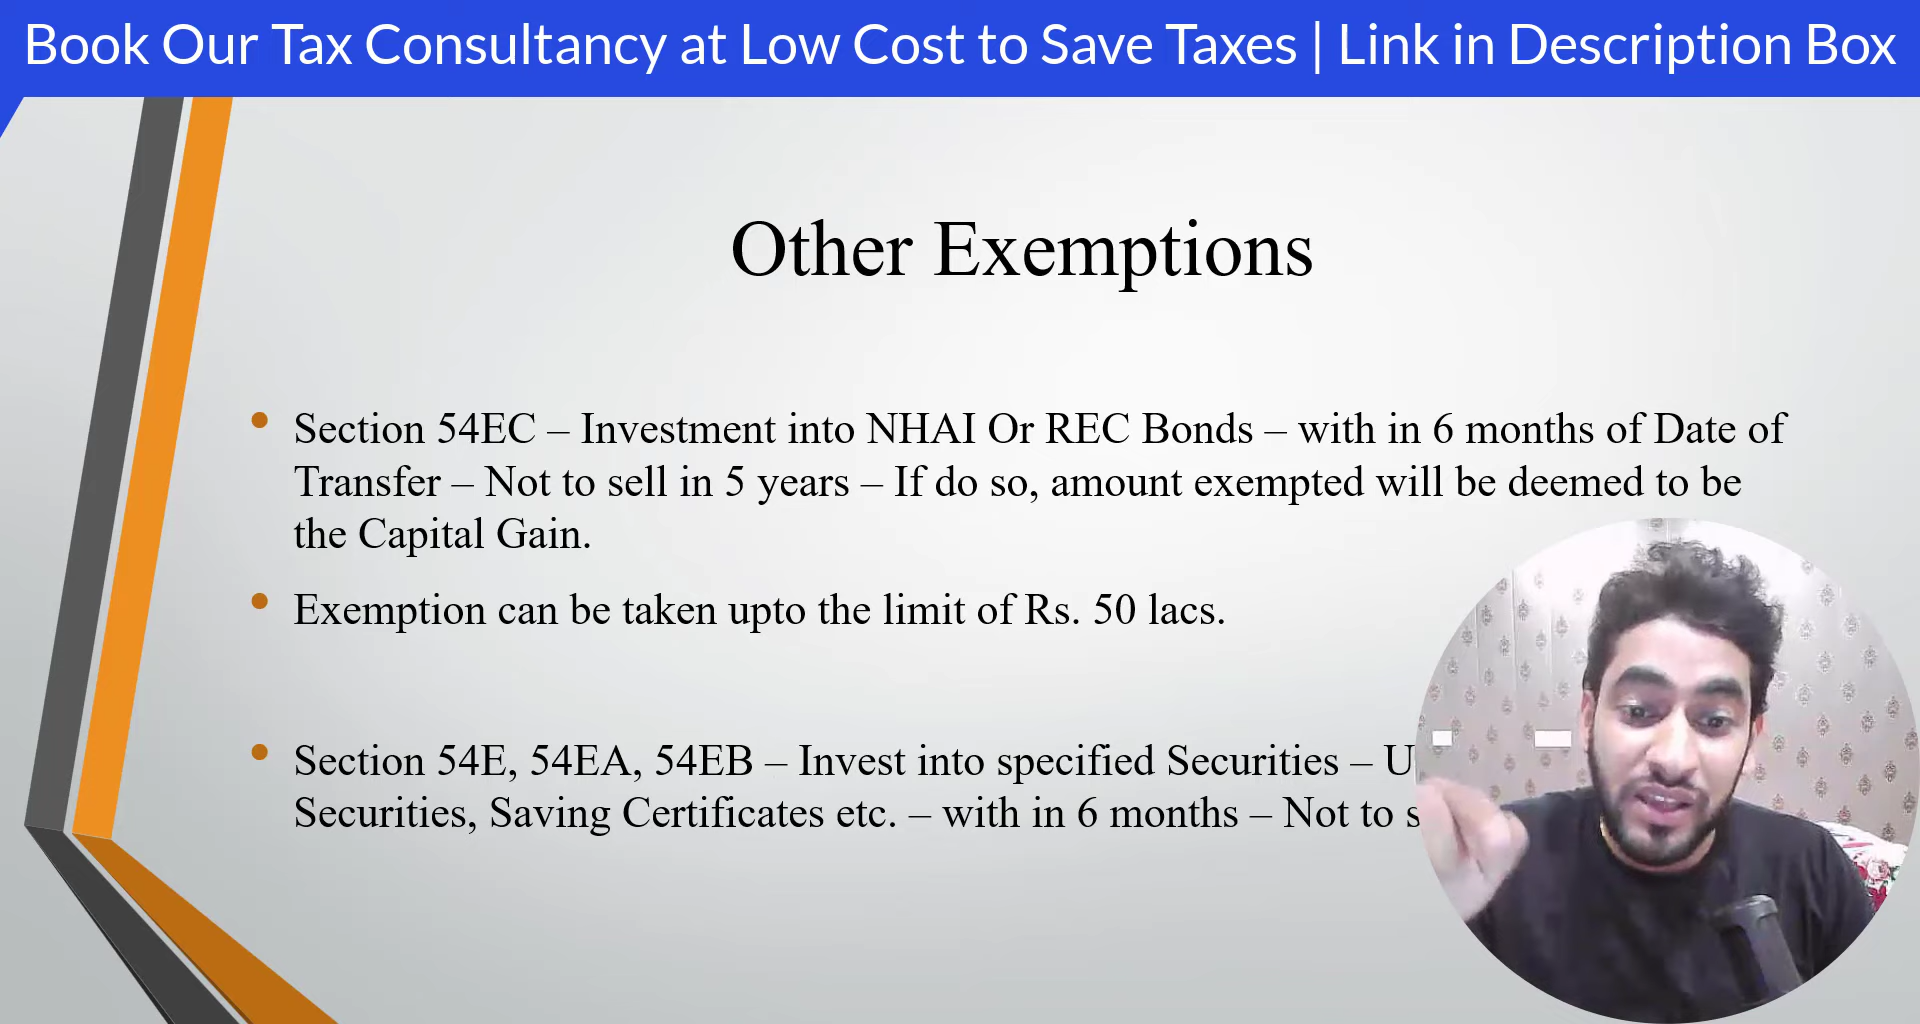 Book Our Tax Consultancy at Low Cost to Save Taxes | Link in Description Box
Other Exemptions
• Section 54EC – Investment into NHAI Or REC Bonds – with in 6 months of Date of
Transfer – Not to sell in 5 years – If do so, amount exempted will be deemed to be
the Capital Gain.
• Exemption can be taken upto the limit of Rs. 50 lacs.
• Section 54E, 54EA, 54EB – Invest into specified Securities –
Securities, Saving Certificates etc. – with in 6 months – Not to